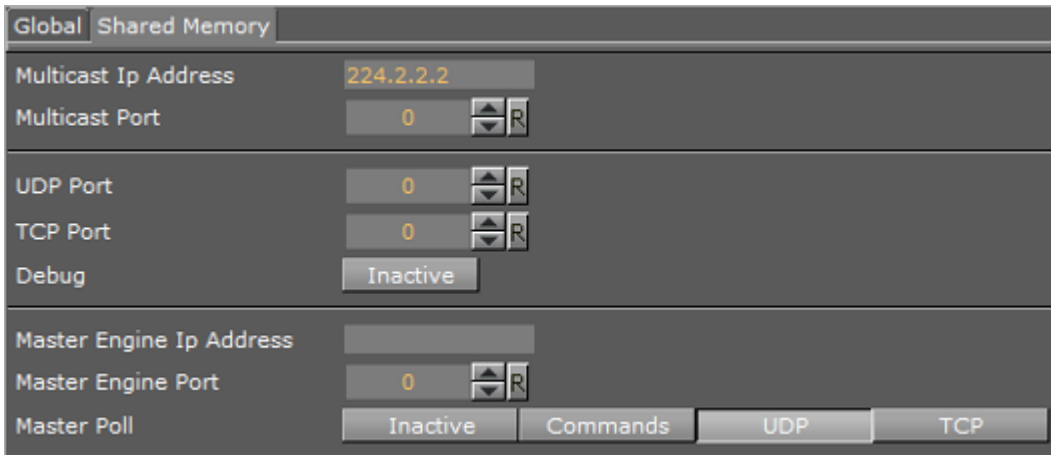 Global Shared Memory
Multicast Ip Address 224.2.2.2
Multicast Port 0 R
UDP Port 0 R
TCP Port 0 R
Debug Inactive
Master Engine Ip Address
Master Engine Port 0 R
Master Poll Inactive Commands UDP TCP